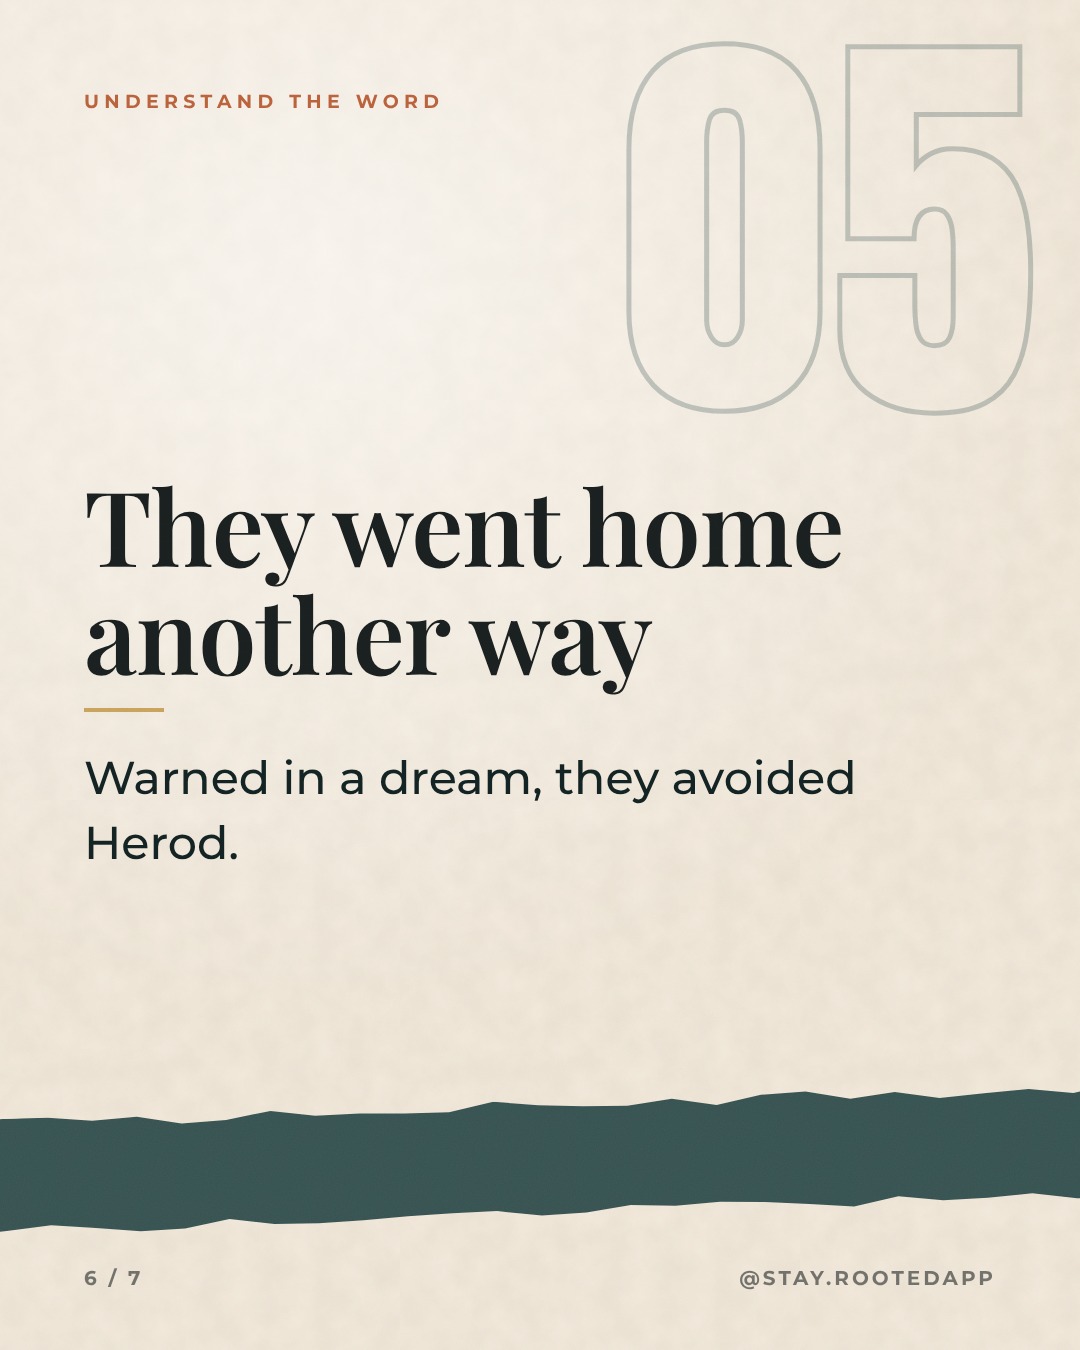 UNDERSTAND THE WORD
05
They went home
another way
Warned in a dream, they avoided
Herod.
6 / 7
@STAY.ROOTEDAPP